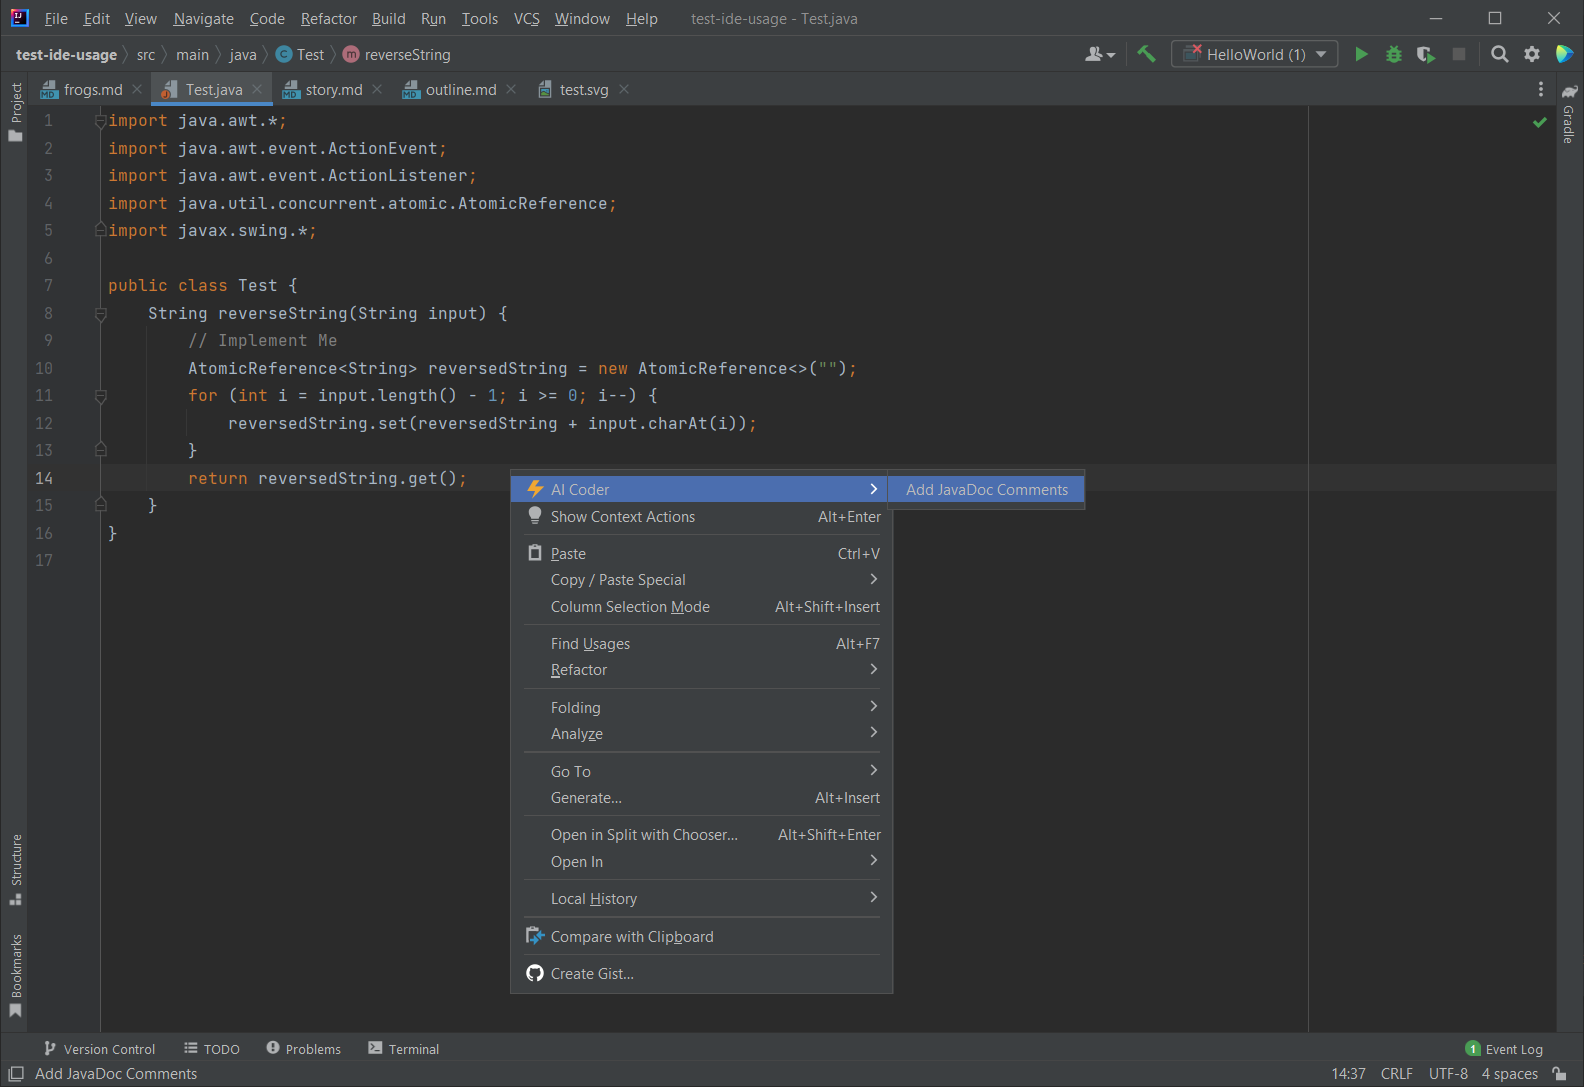 File Edit View Navigate Code Refactor Build Run Tools VCS Window Help test-ide-usage - Test.java
test-ide-usage src main java C Test m reverseString HelloWorld (1)
frogs.md Test.java story.md outline.md test.svg
Project
Gradle
1 import java.awt.*;
2 import java.awt.event.ActionEvent;
3 import java.awt.event.ActionListener;
4 import java.util.concurrent.atomic.AtomicReference;
5 import javax.swing.*;
6
7 public class Test {
8 String reverseString(String input) {
9 // Implement Me
10 AtomicReference<String> reversedString = new AtomicReference<>("");
11 for (int i = input.length() - 1; i >= 0; i--) {
12 reversedString.set(reversedString + input.charAt(i));
13 }
14 return reversedString.get();
15 }
16 }
17
AI Coder Add JavaDoc Comments
Show Context Actions Alt+Enter
Paste Ctrl+V
Copy / Paste Special
Column Selection Mode Alt+Shift+Insert
Find Usages Alt+F7
Refactor
Folding
Analyze
Go To
Generate... Alt+Insert
Open in Split with Chooser... Alt+Shift+Enter
Open In
Local History
Compare with Clipboard
Create Gist...
Structure
Bookmarks
Version Control TODO Problems Terminal 1 Event Log
Add JavaDoc Comments 14:37 CRLF UTF-8 4 spaces